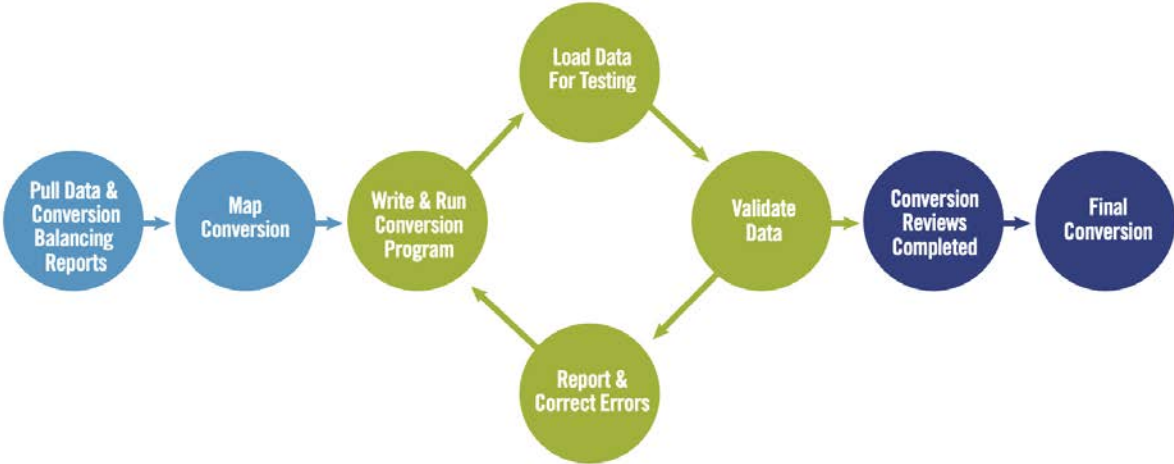 Pull Data &
Conversion
Balancing
Reports
Map
Conversion
Write & Run
Conversion
Program
Load Data
For Testing
Validate
Data
Report &
Correct Errors
Conversion
Reviews
Completed
Final
Conversion